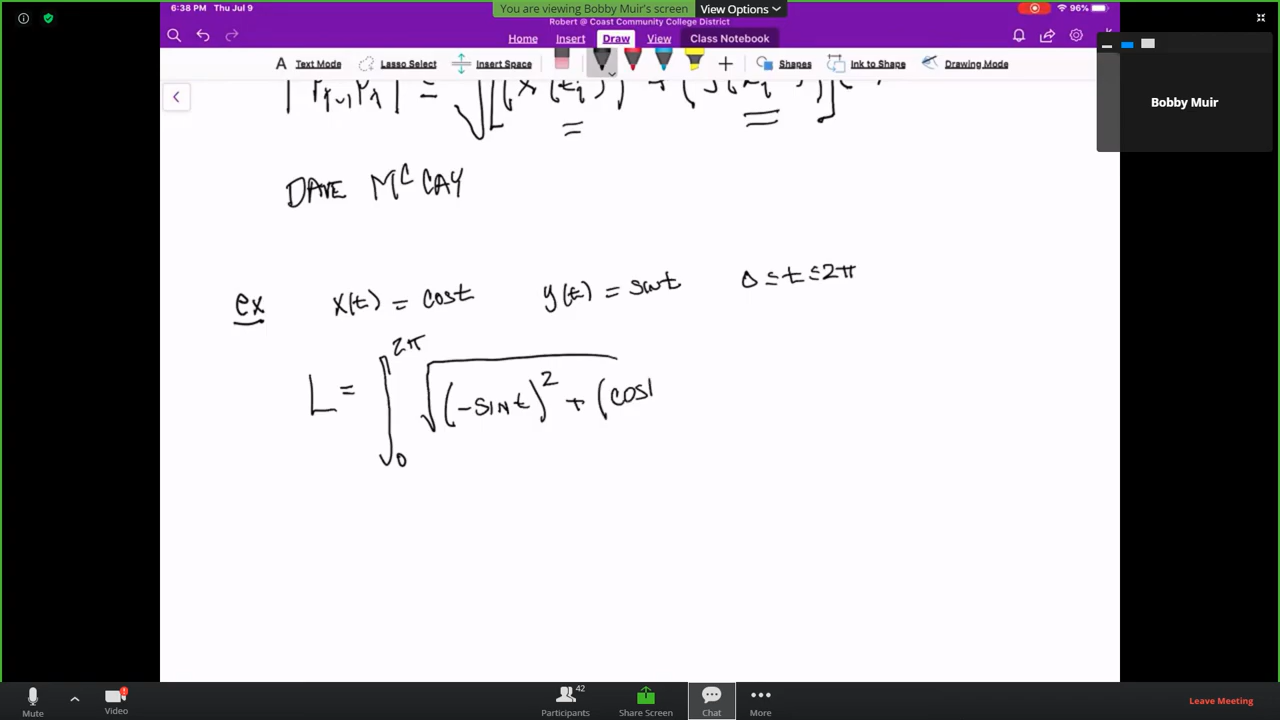 6:38 PM Thu Jul 9
You are viewing Bobby Muir's screen View Options
96%
Robert @ Coast Community College District
Home Insert Draw View Class Notebook
A Text Mode Lasso Select Insert Space Shapes Ink to Shape Drawing Mode
Bobby Muir
DAVE McCAY
ex x(t) = cost y(t) = sint 0 ≤ t ≤ 2π
L = ∫₀^2π √(-sint)² + (cos
Mute Video Participants 42 Share Screen Chat More Leave Meeting